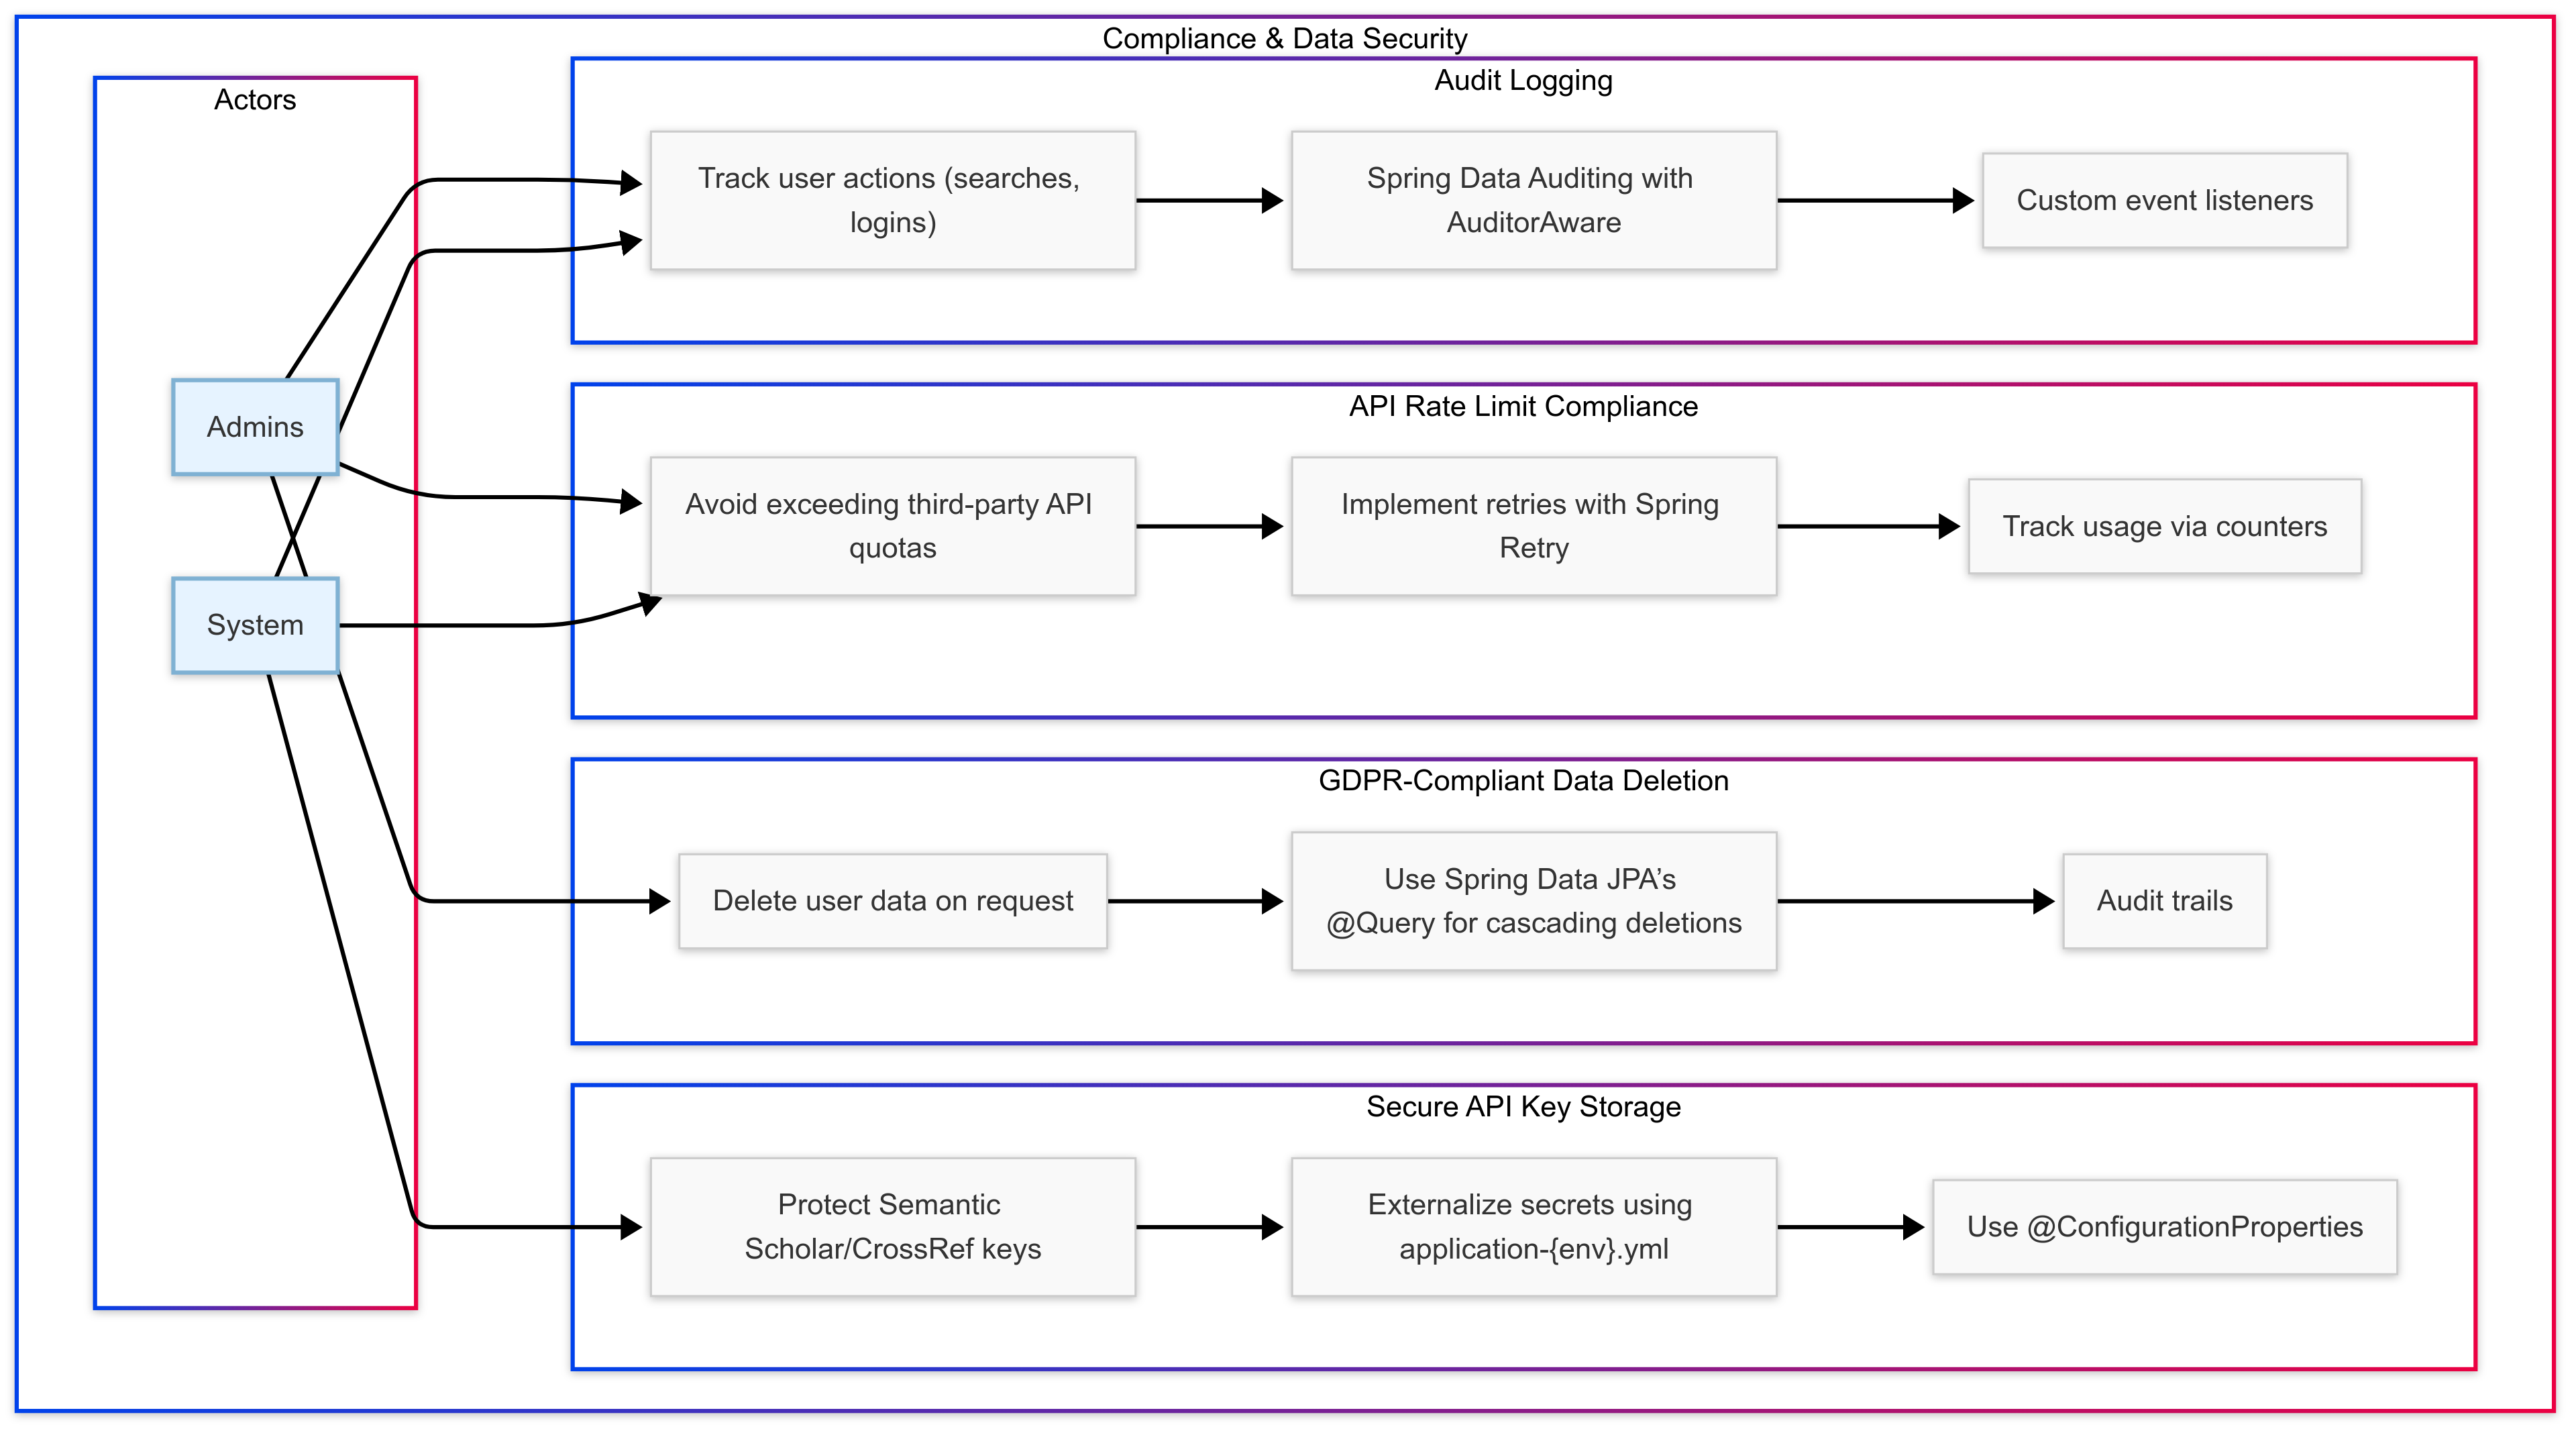 Compliance & Data Security
Actors
Admins
System
Audit Logging
Track user actions (searches,
logins)
Spring Data Auditing with
AuditorAware
Custom event listeners
API Rate Limit Compliance
Avoid exceeding third-party API
quotas
Implement retries with Spring
Retry
Track usage via counters
GDPR-Compliant Data Deletion
Delete user data on request
Use Spring Data JPA’s
@Query for cascading deletions
Audit trails
Secure API Key Storage
Protect Semantic
Scholar/CrossRef keys
Externalize secrets using
application-{env}.yml
Use @ConfigurationProperties